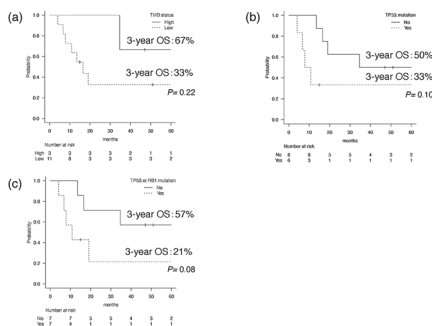 (a)
TMB status
High
Low
1.0
0.8
0.6
0.4
0.2
0.0
Probability
3-year OS: 67%
3-year OS: 33%
P= 0.22
0 10 20 30 40 50 60
months
Number at risk
High 3 3 3 3 2 1 1
Low 11 8 3 3 3 3 2
(b)
TP53 mutation
No
Yes
1.0
0.8
0.6
0.4
0.2
0.0
Probability
3-year OS: 50%
3-year OS: 33%
P= 0.10
0 10 20 30 40 50 60
months
Number at risk
No 8 8 5 5 4 3 2
Yes 6 3 1 1 1 1 1
(c)
TP53 or RB1 mutation
No
Yes
1.0
0.8
0.6
0.4
0.2
0.0
Probability
3-year OS: 57%
3-year OS: 21%
P= 0.08
0 10 20 30 40 50 60
months
Number at risk
No 7 7 5 5 4 3 2
Yes 7 4 1 1 1 1 1